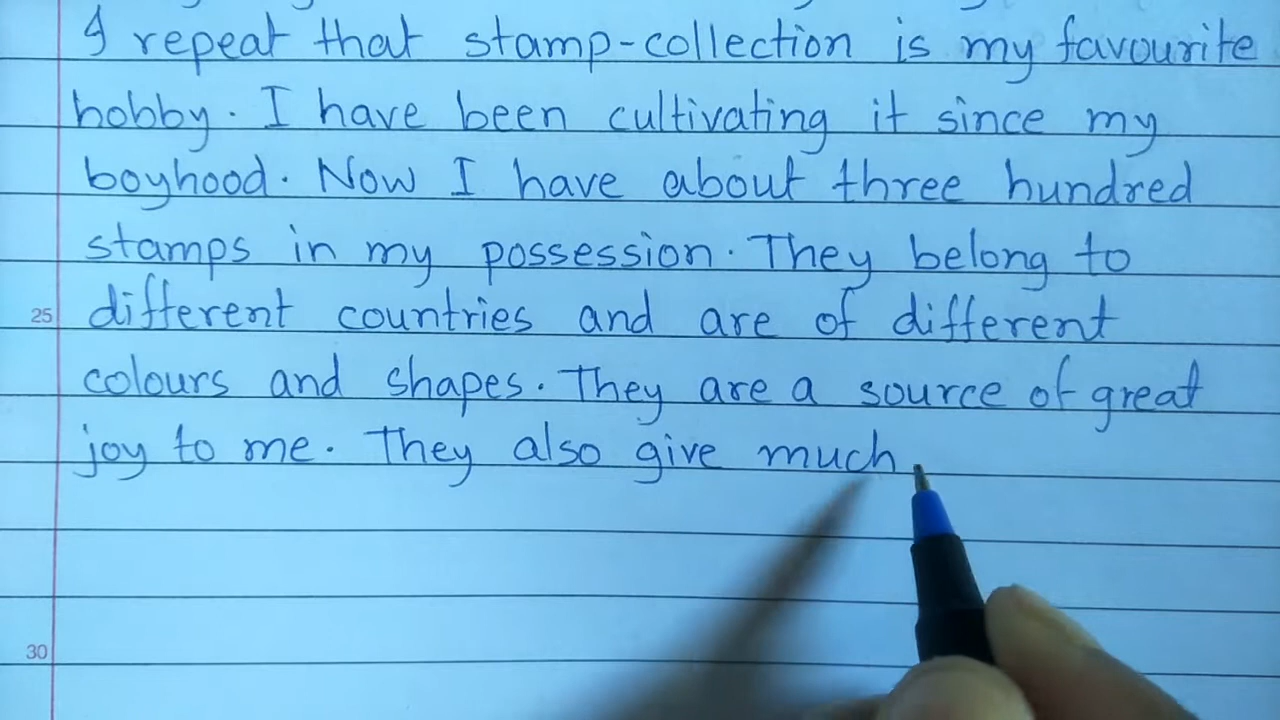 I repeat that stamp-collection is my favourite
hobby. I have been cultivating it since my
boyhood. Now I have about three hundred
stamps in my possession. They belong to
25 different countries and are of different
colours and shapes. They are a source of great
joy to me. They also give much
30